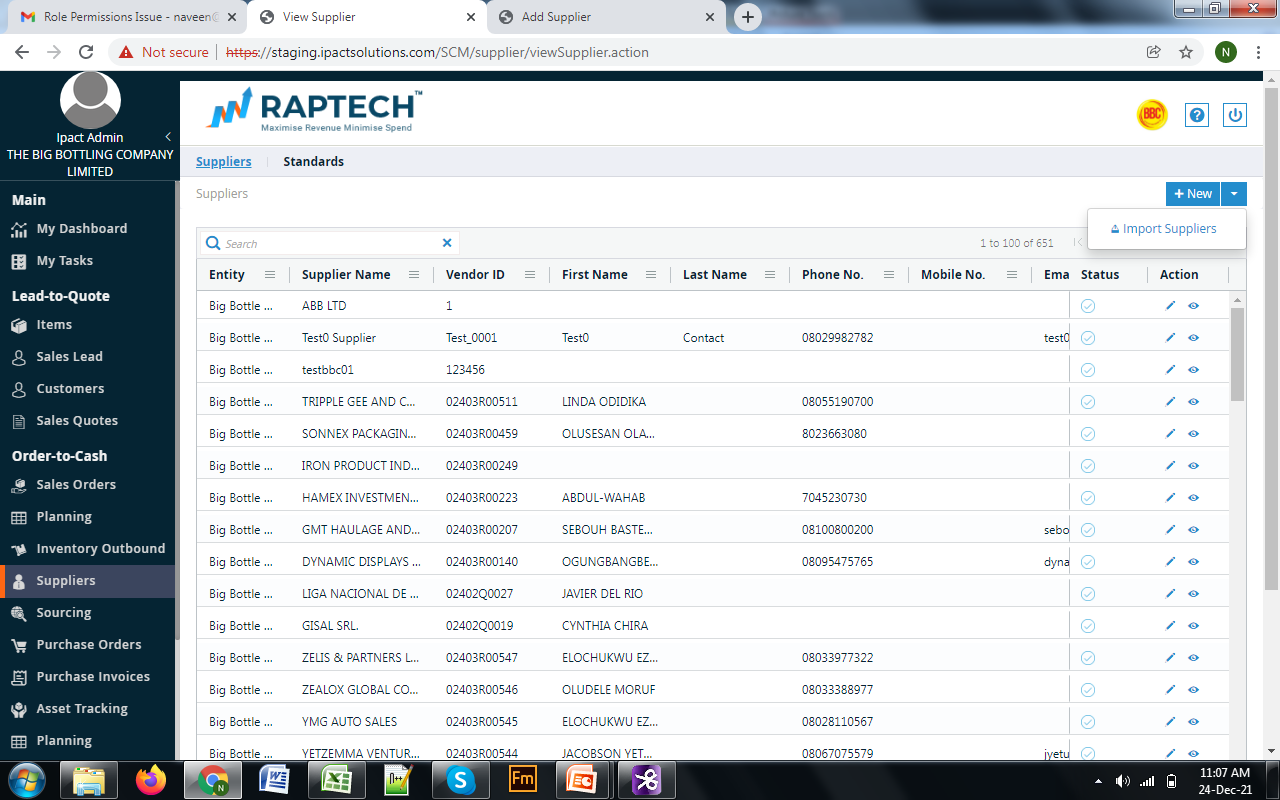 Role Permissions Issue - naveen@
View Supplier
Add Supplier
Not secure
https://staging.ipactsolutions.com/SCM/supplier/viewSupplier.action
N
Ipact Admin
THE BIG BOTTLING COMPANY
LIMITED
RAPTECH™
Maximise Revenue Minimise Spend
BBC
Suppliers
Standards
Suppliers
+ New
Import Suppliers
Main
My Dashboard
My Tasks
Lead-to-Quote
Items
Sales Lead
Customers
Sales Quotes
Order-to-Cash
Sales Orders
Planning
Inventory Outbound
Suppliers
Sourcing
Purchase Orders
Purchase Invoices
Asset Tracking
Planning
Search
1 to 100 of 651
Entity Supplier Name Vendor ID First Name Last Name Phone No. Mobile No. Ema Status Action
Big Bottle ... ABB LTD 1
Big Bottle ... Test0 Supplier Test_0001 Test0 Contact 08029982782 test0
Big Bottle ... testbbc01 123456
Big Bottle ... TRIPPLE GEE AND C... 02403R00511 LINDA ODIDIKA 08055190700
Big Bottle ... SONNEX PACKAGIN... 02403R00459 OLUSESAN OLA... 8023663080
Big Bottle ... IRON PRODUCT IND... 02403R00249
Big Bottle ... HAMEX INVESTMEN... 02403R00223 ABDUL-WAHAB 7045230730
Big Bottle ... GMT HAULAGE AND... 02403R00207 SEBOUH BASTE... 08100800200 sebo
Big Bottle ... DYNAMIC DISPLAYS ... 02403R00140 OGUNGBANGBE... 08095475765 dyna
Big Bottle ... LIGA NACIONAL DE ... 02402Q0027 JAVIER DEL RIO
Big Bottle ... GISAL SRL. 02402Q0019 CYNTHIA CHIRA
Big Bottle ... ZELIS & PARTNERS L... 02403R00547 ELOCHUKWU EZ... 08033977322
Big Bottle ... ZEALOX GLOBAL CO... 02403R00546 OLUDELE MORUF 08033388977
Big Bottle ... YMG AUTO SALES 02403R00545 ELOCHUKWU EZ... 08028110567
Big Bottle ... YETZEMMA VENTUR... 02403R00544 JACOBSON YET... 08067075579 jyetu
Fm
11:07 AM
24-Dec-21